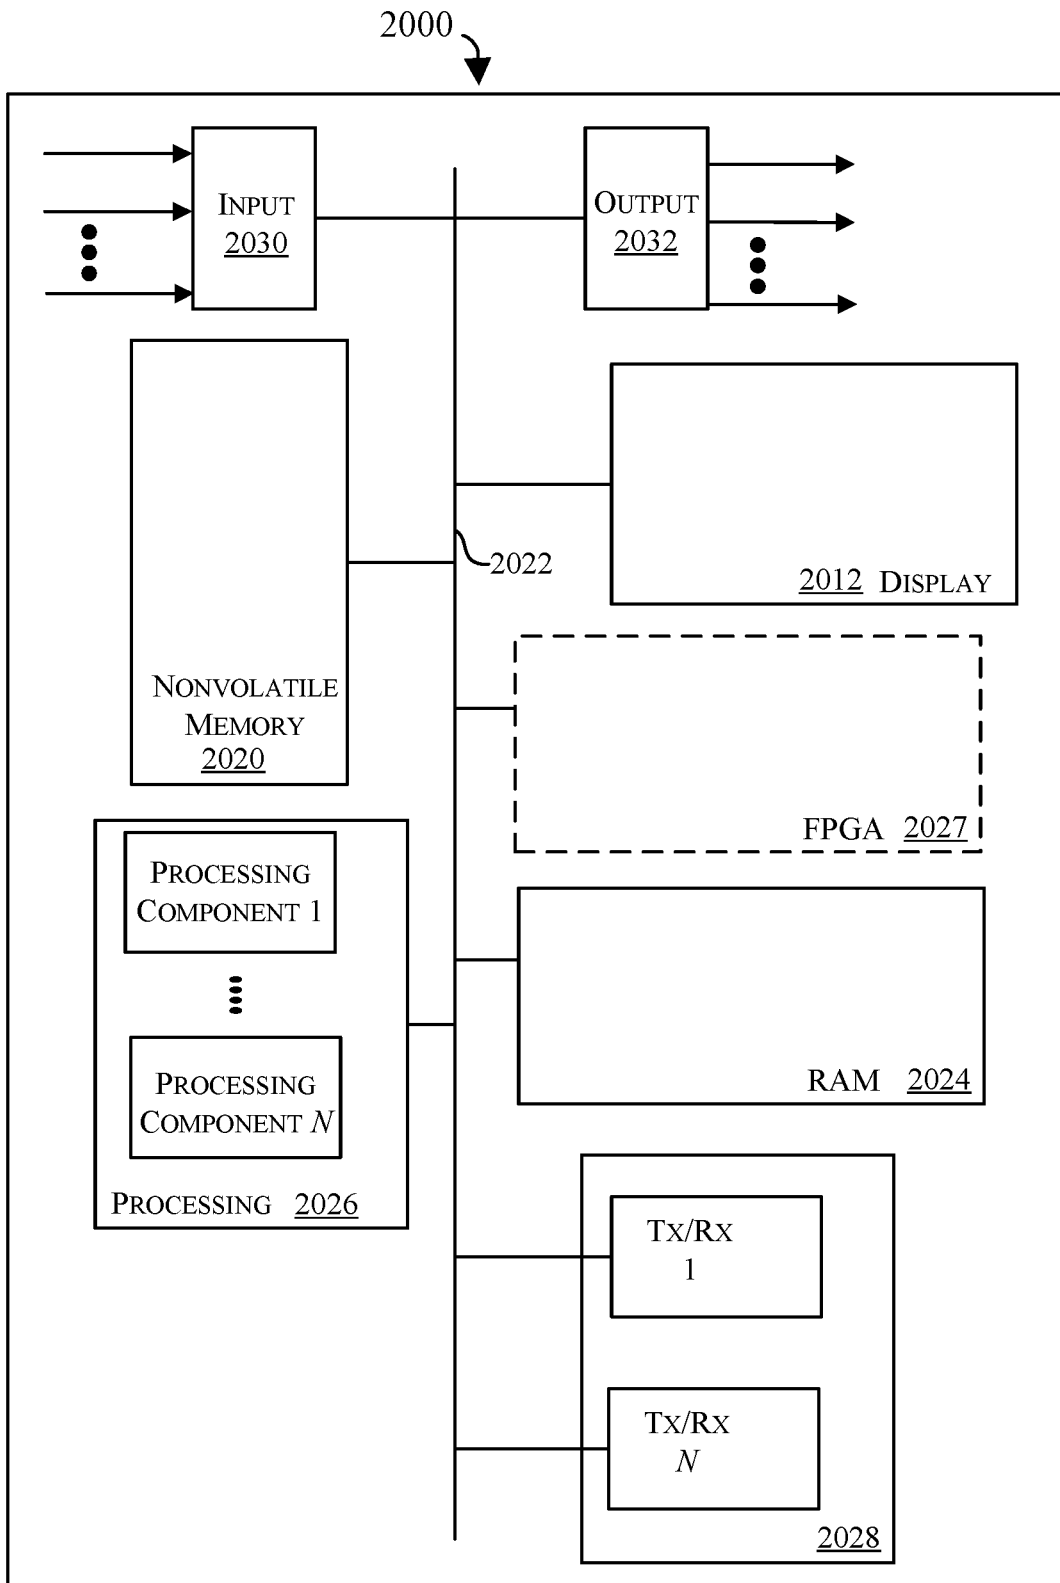 2000
INPUT
2030
OUTPUT
2032
2022
2012 DISPLAY
NONVOLATILE
MEMORY
2020
FPGA 2027
PROCESSING
COMPONENT 1
PROCESSING
COMPONENT N
PROCESSING 2026
RAM 2024
TX/RX
1
TX/RX
N
2028